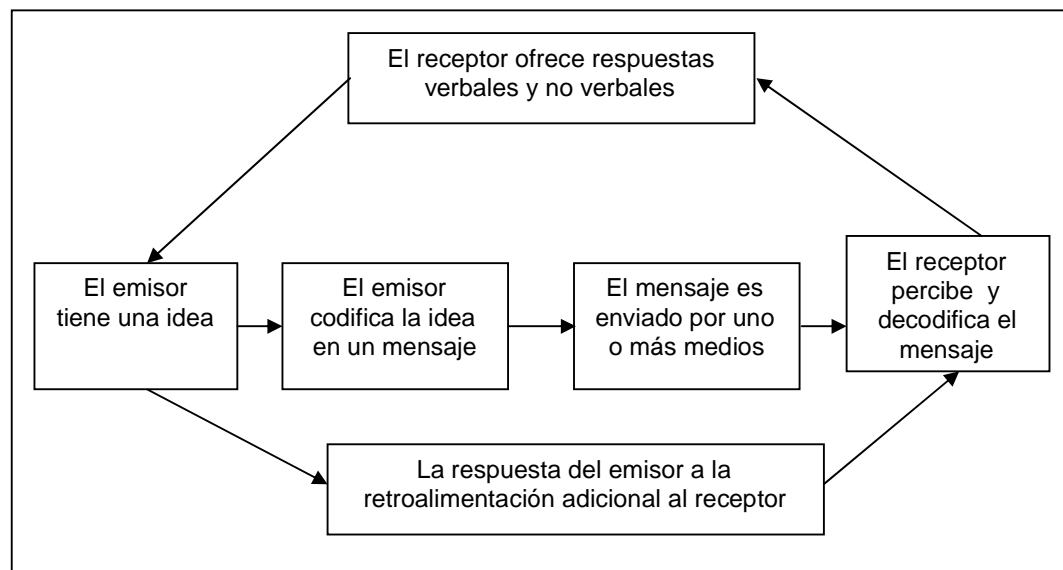 El receptor ofrece respuestas
verbales y no verbales
El emisor
tiene una idea
El emisor
codifica la idea
en un mensaje
El mensaje es
enviado por uno
o más medios
El receptor
percibe y
decodifica el
mensaje
La respuesta del emisor a la
retroalimentación adicional al receptor